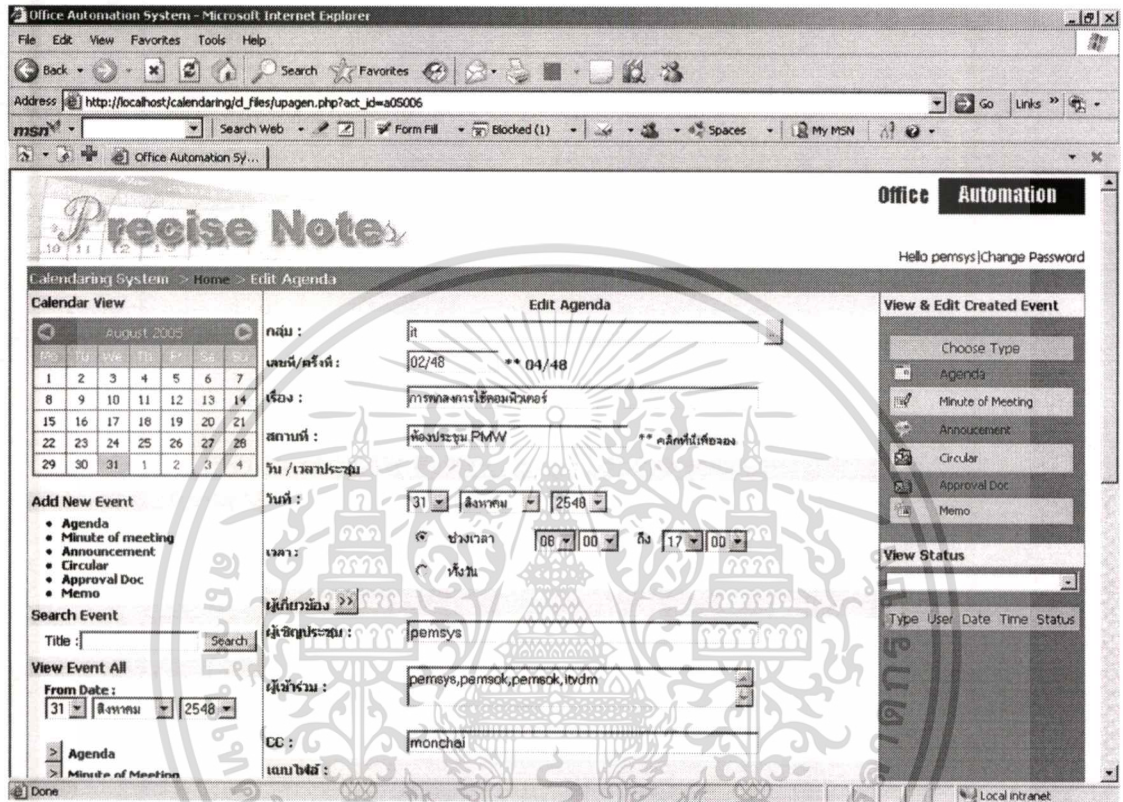 Office Automation System - Microsoft Internet Explorer
File Edit View Favorites Tools Help
Back Search Favorites
Address http://localhost/calendaring/cl_files/upagen.php?act_id=a05006 Go Links »
msn Search Web Form Fill Blocked (1) Spaces My MSN
Office Automation Sy...
Precise Notes
Office Automation
Hello pemsys|Change Password
Calendaring System > Home > Edit Agenda
Calendar View
August 2005
Mo Tu We Th Fr Sa Su
1 2 3 4 5 6 7
8 9 10 11 12 13 14
15 16 17 18 19 20 21
22 23 24 25 26 27 28
29 30 31 1 2 3 4
Add New Event
Agenda
Minute of meeting
Announcement
Circular
Approval Doc
Memo
Search Event
Title : Search
View Event All
From Date :
31 สิงหาคม 2548
> Agenda
> Minute of Meeting
Edit Agenda
กลุ่ม : it
เลขที่/ครั้งที่ : 02/48 ** 04/48
เรื่อง : การตกลงการใช้คอมพิวเตอร์
สถานที่ : ห้องประชุม PMW ** คลิกที่นี่เพื่อจอง
วัน /เวลาประชุม
วันที่ : 31 สิงหาคม 2548
เวลา : ช่วงเวลา 08 00 ถึง 17 00
ทั้งวัน
ผู้เกี่ยวข้อง >>
ผู้เชิญประชุม : pemsys
ผู้เข้าร่วม : pemsys,pemsok,pemsok,itvdm
CC : monchai
แนบไฟล์ :
View & Edit Created Event
Choose Type
Agenda
Minute of Meeting
Annoucement
Circular
Approval Doc
Memo
View Status
Type User Date Time Status
Done Local intranet